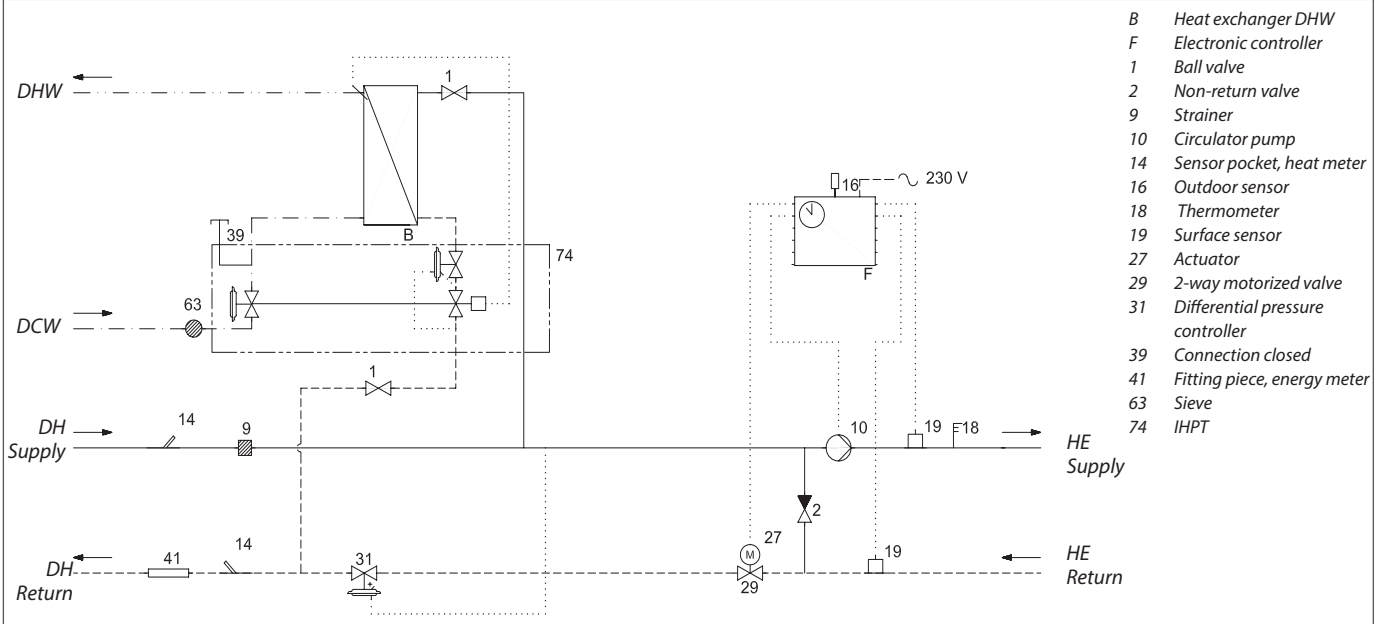 DHW
1
B
39
74
63
DCW
1
DH
Supply
14
9
16
230 V
F
10
19
18
HE
Supply
2
27
M
29
19
HE
Return
31
+
14
41
DH
Return
B Heat exchanger DHW
F Electronic controller
1 Ball valve
2 Non-return valve
9 Strainer
10 Circulator pump
14 Sensor pocket, heat meter
16 Outdoor sensor
18 Thermometer
19 Surface sensor
27 Actuator
29 2-way motorized valve
31 Differential pressure
controller
39 Connection closed
41 Fitting piece, energy meter
63 Sieve
74 IHPT